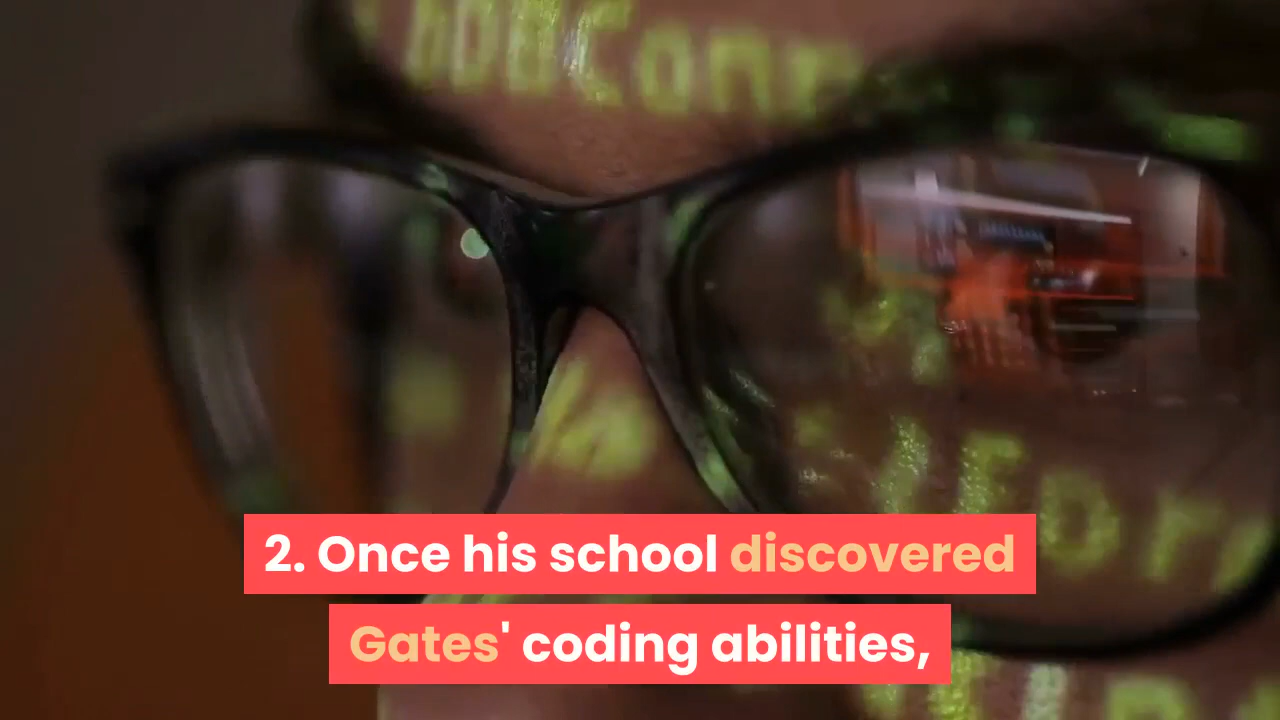 2. Once his school discovered
Gates' coding abilities,